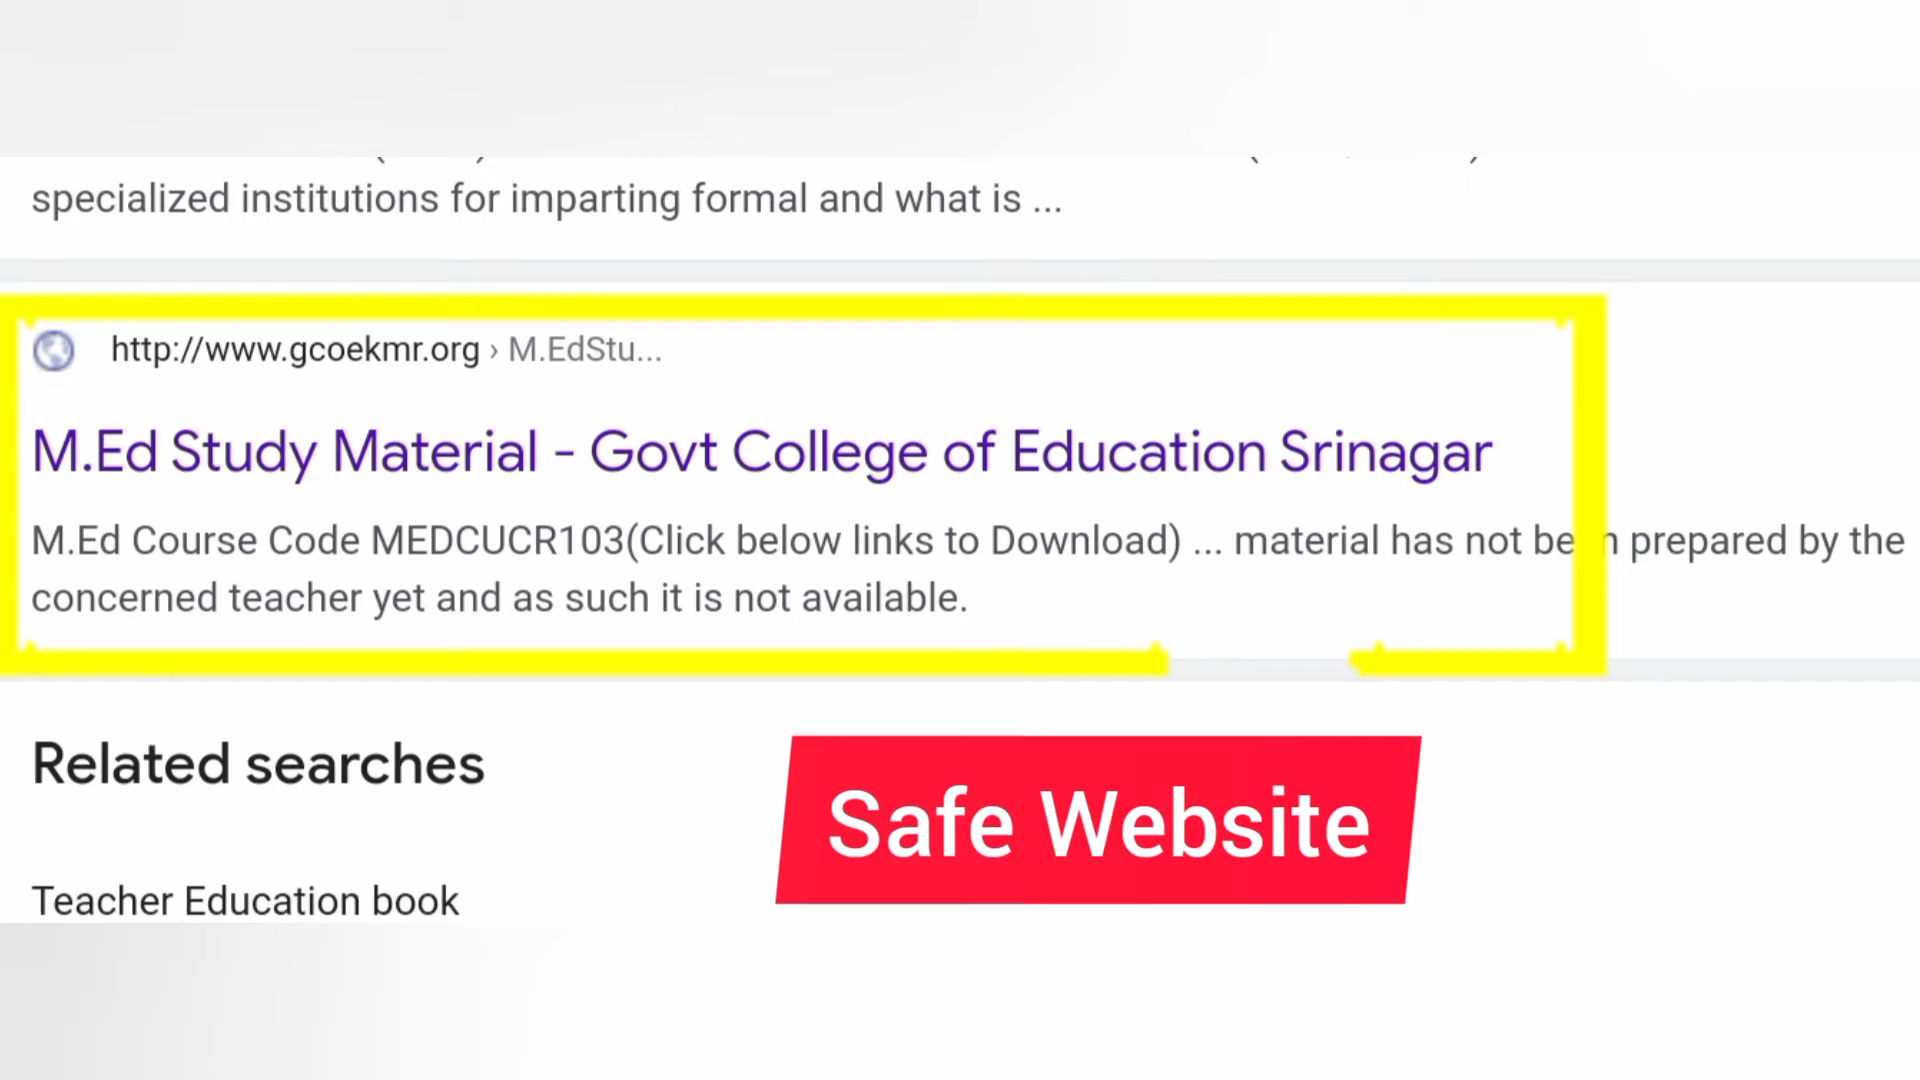 specialized institutions for imparting formal and what is ...
http://www.gcoekmr.org › M.EdStu...
M.Ed Study Material - Govt College of Education Srinagar
M.Ed Course Code MEDCUCR103(Click below links to Download) ... material has not been prepared by the
concerned teacher yet and as such it is not available.
Related searches
Safe Website
Teacher Education book